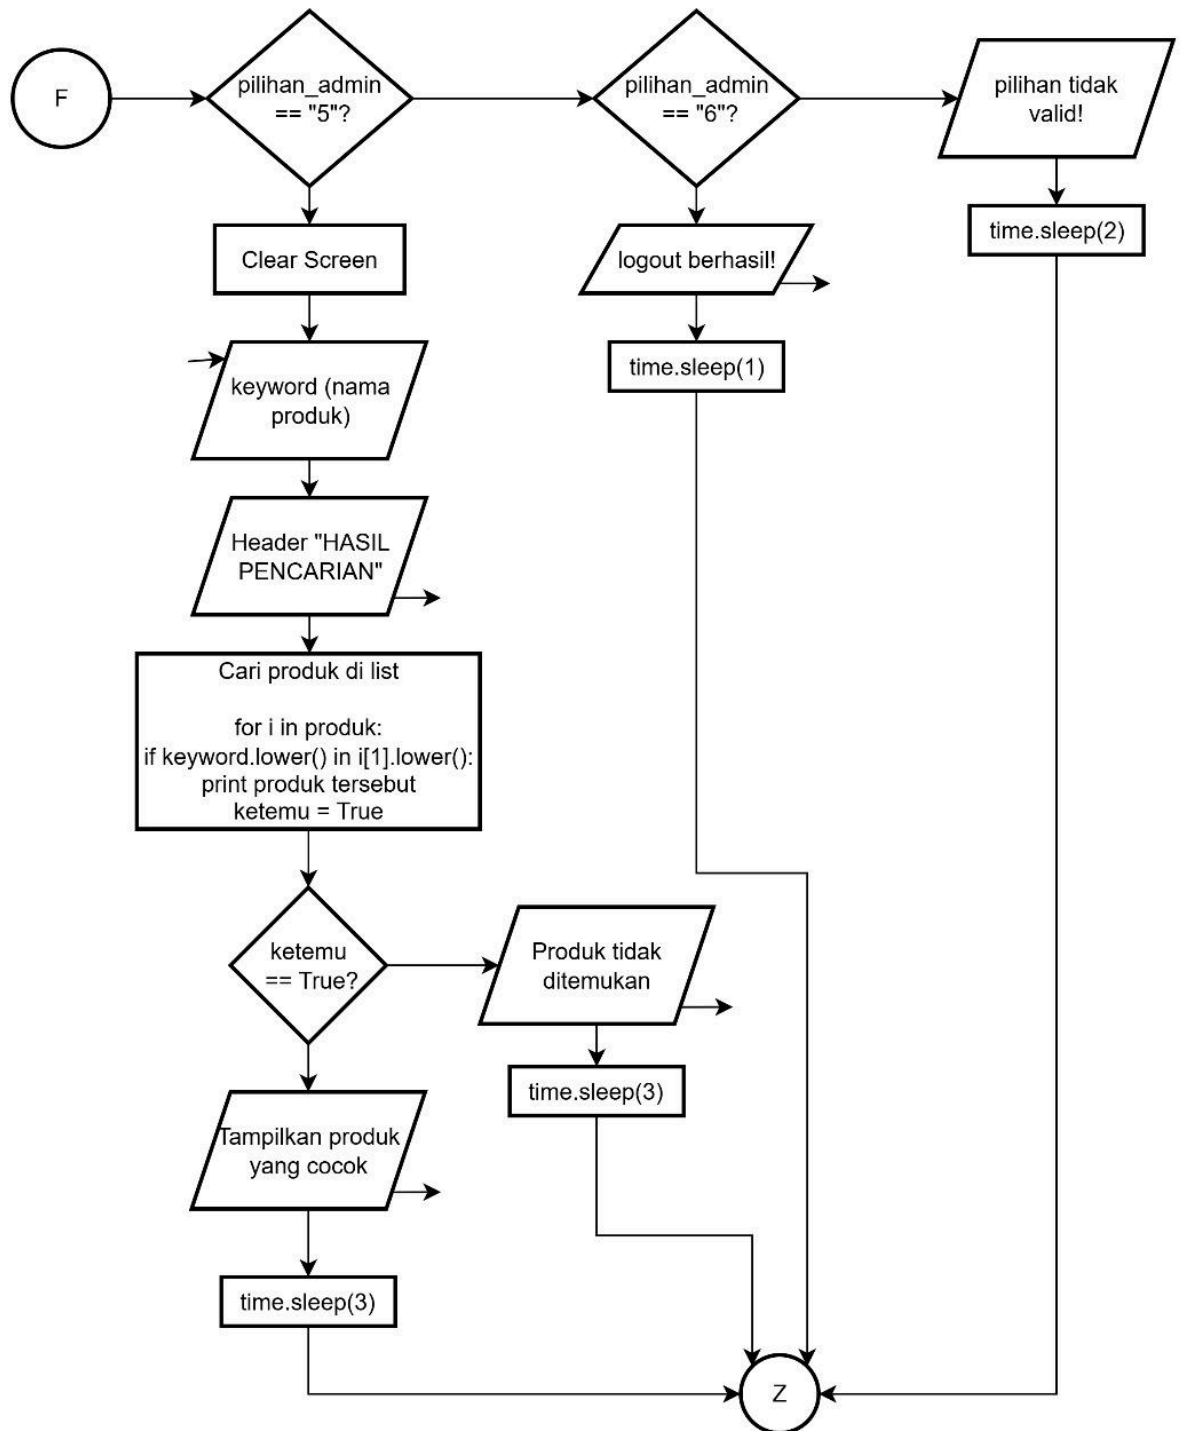 F
pilihan_admin
== "5"?
pilihan_admin
== "6"?
pilihan tidak
valid!
Clear Screen
logout berhasil!
time.sleep(2)
keyword (nama
produk)
time.sleep(1)
Header "HASIL
PENCARIAN"
Cari produk di list
for i in produk:
if keyword.lower() in i[1].lower():
print produk tersebut
ketemu = True
ketemu
== True?
Produk tidak
ditemukan
time.sleep(3)
Tampilkan produk
yang cocok
time.sleep(3)
Z